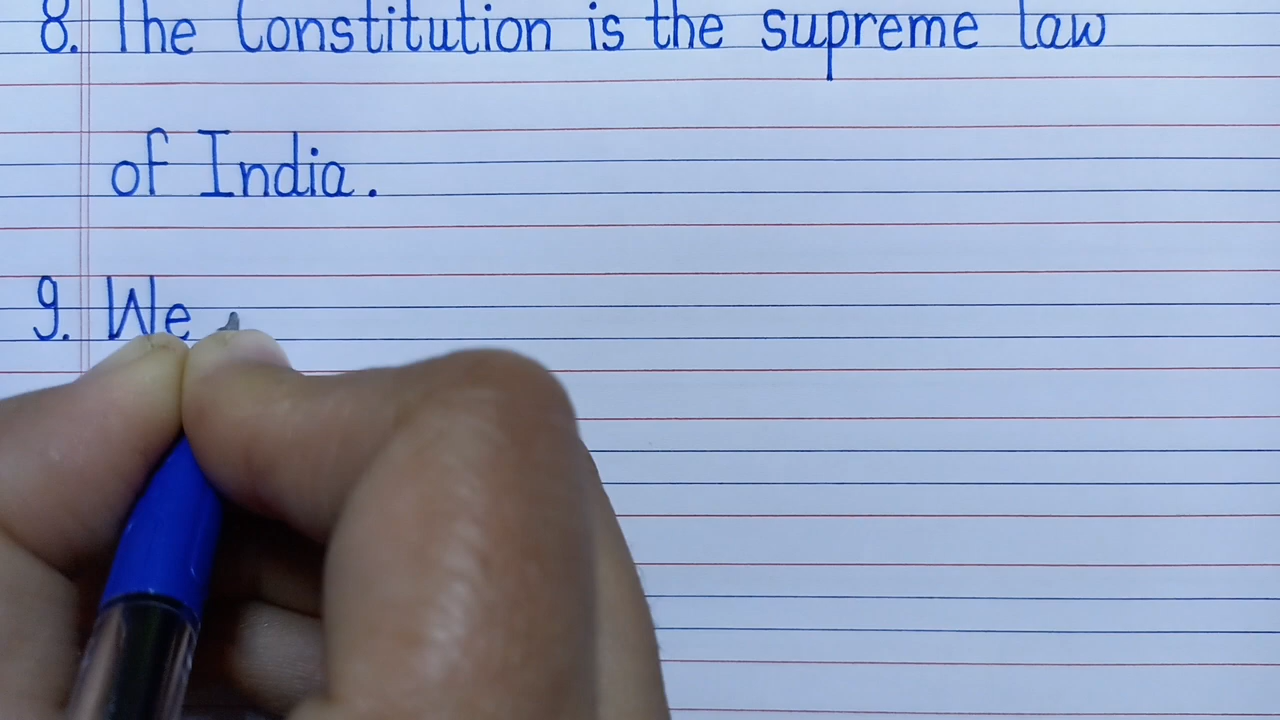 8. The Constitution is the supreme law
of India.
9. We